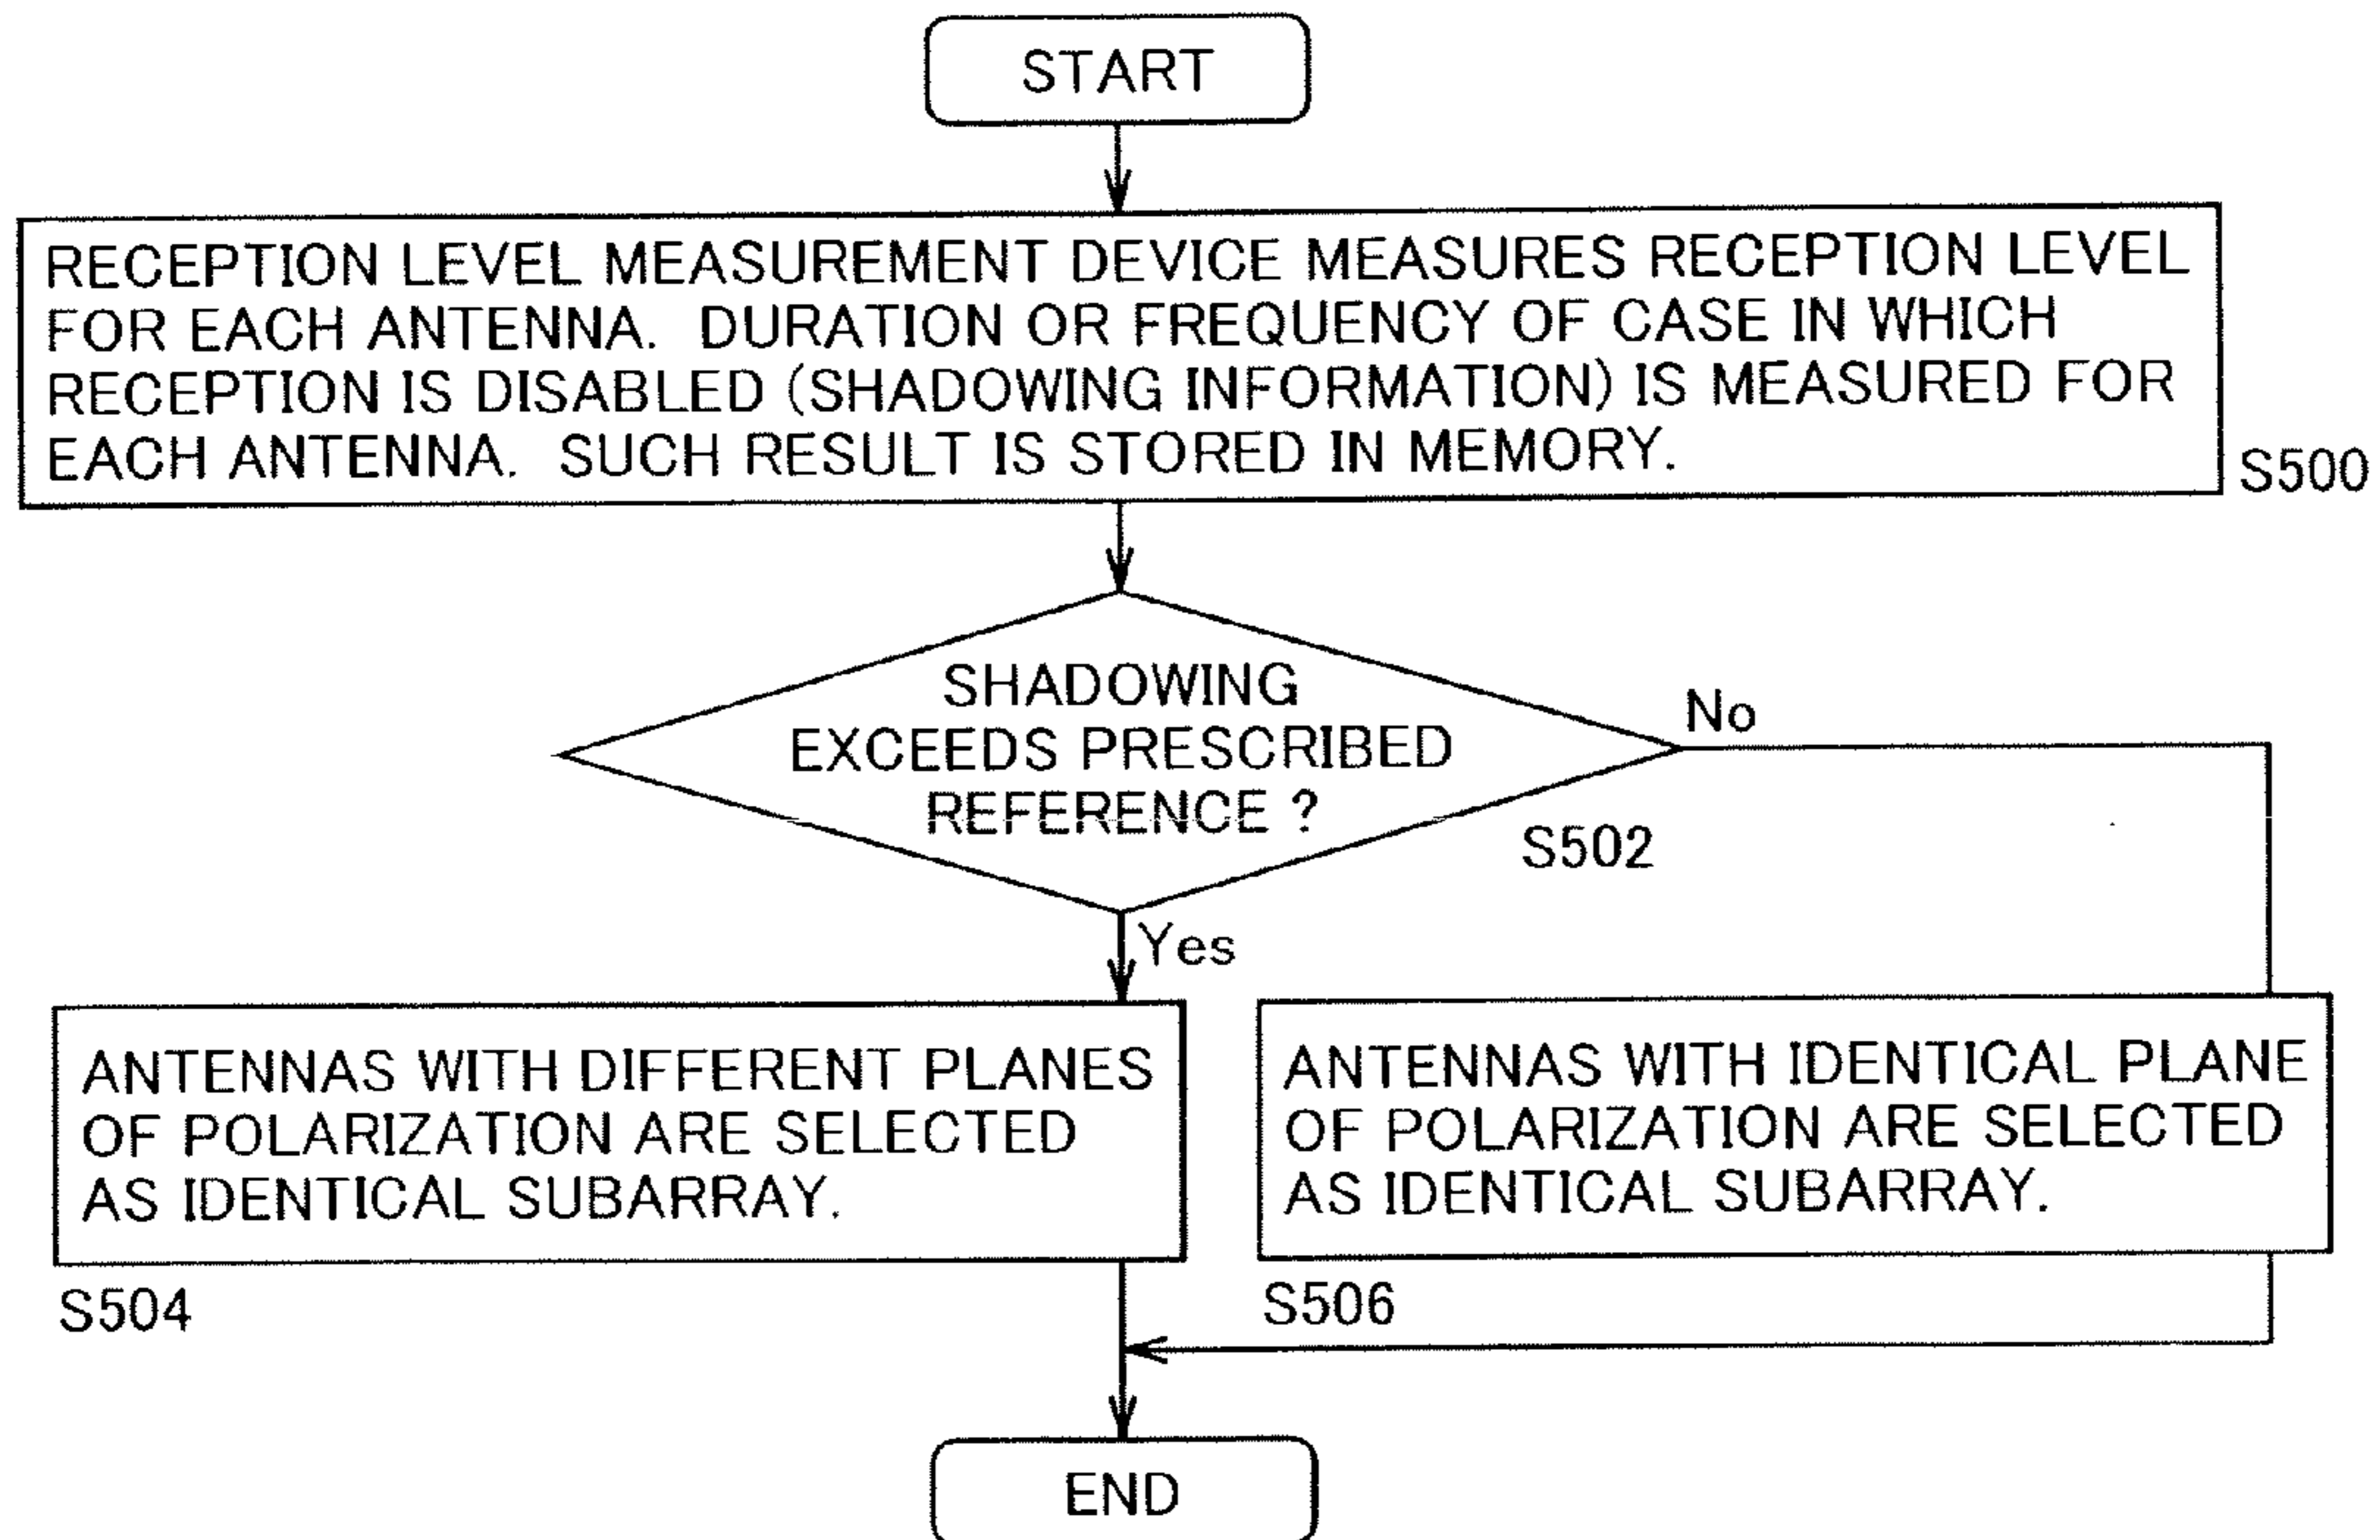 START
RECEPTION LEVEL MEASUREMENT DEVICE MEASURES RECEPTION LEVEL
FOR EACH ANTENNA. DURATION OR FREQUENCY OF CASE IN WHICH
RECEPTION IS DISABLED (SHADOWING INFORMATION) IS MEASURED FOR
EACH ANTENNA. SUCH RESULT IS STORED IN MEMORY.
S500
SHADOWING
EXCEEDS PRESCRIBED
REFERENCE ?
No
S502
Yes
ANTENNAS WITH DIFFERENT PLANES
OF POLARIZATION ARE SELECTED
AS IDENTICAL SUBARRAY.
S504
ANTENNAS WITH IDENTICAL PLANE
OF POLARIZATION ARE SELECTED
AS IDENTICAL SUBARRAY.
S506
END